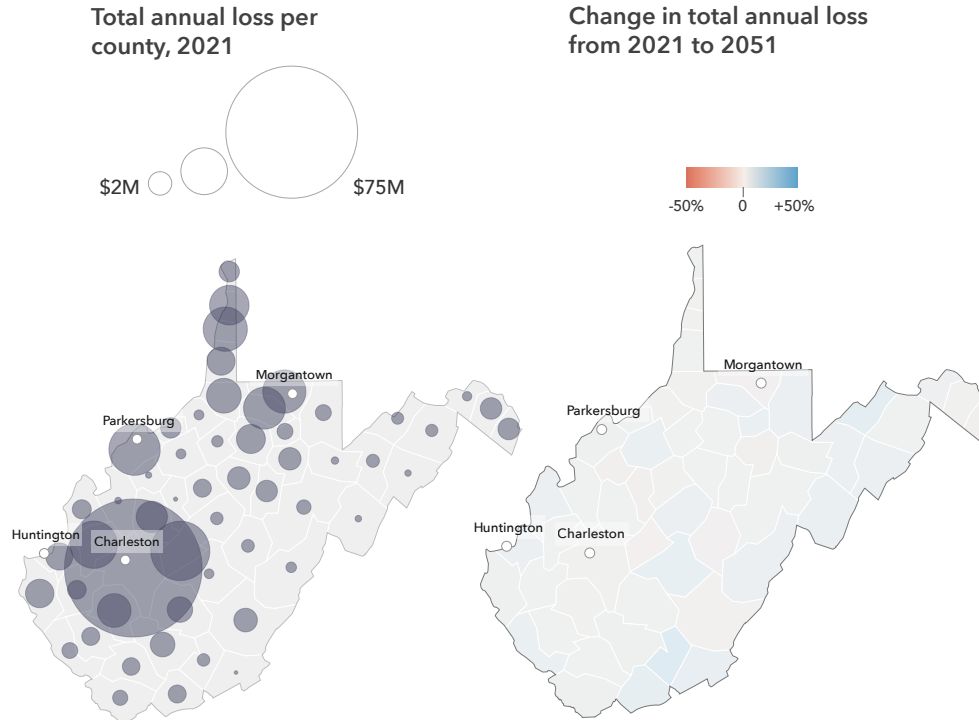 Total annual loss per
county, 2021
$2M
$75M
Morgantown
Parkersburg
Huntington
Charleston
Change in total annual loss
from 2021 to 2051
-50%
0
+50%
Morgantown
Parkersburg
Huntington
Charleston